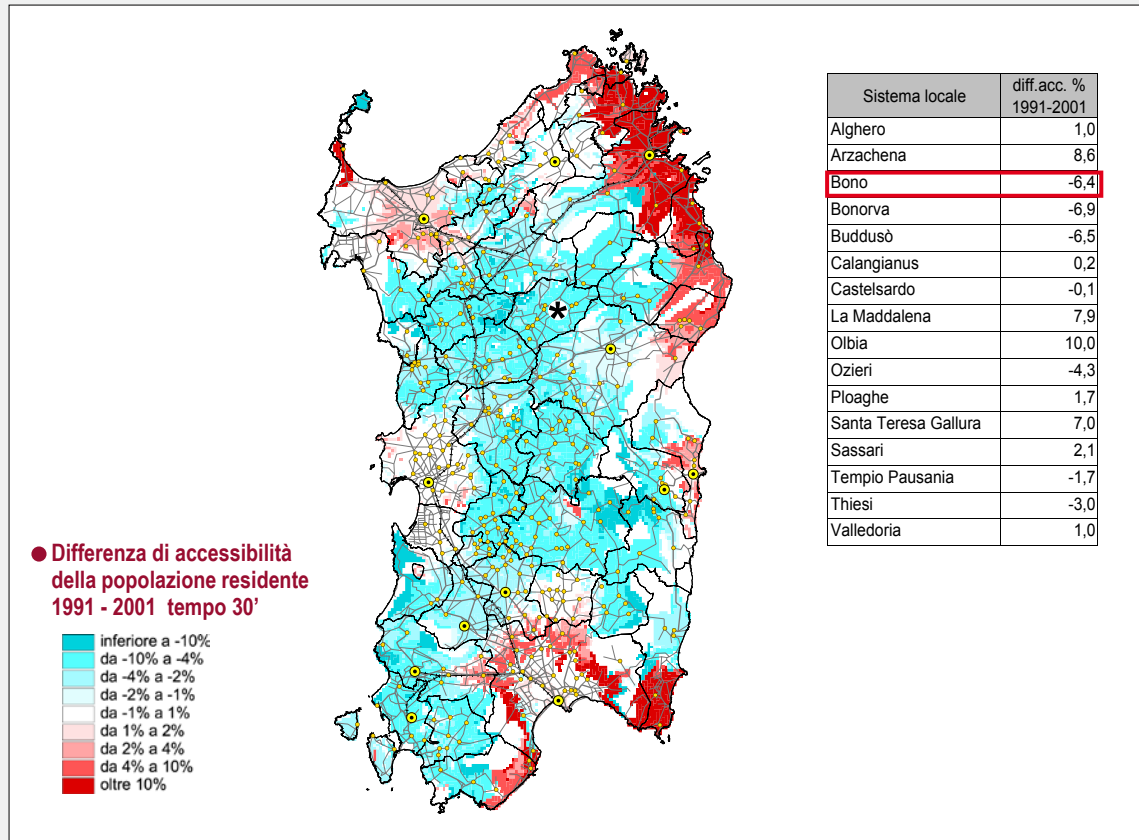 Sistema locale diff.acc. % 1991-2001
Alghero 1,0
Arzachena 8,6
Bono -6,4
Bonorva -6,9
Buddusò -6,5
Calangianus 0,2
Castelsardo -0,1
La Maddalena 7,9
Olbia 10,0
Ozieri -4,3
Ploaghe 1,7
Santa Teresa Gallura 7,0
Sassari 2,1
Tempio Pausania -1,7
Thiesi -3,0
Valledoria 1,0
*
Differenza di accessibilità
della popolazione residente
1991 - 2001 tempo 30’
inferiore a -10%
da -10% a -4%
da -4% a -2%
da -2% a -1%
da -1% a 1%
da 1% a 2%
da 2% a 4%
da 4% a 10%
oltre 10%